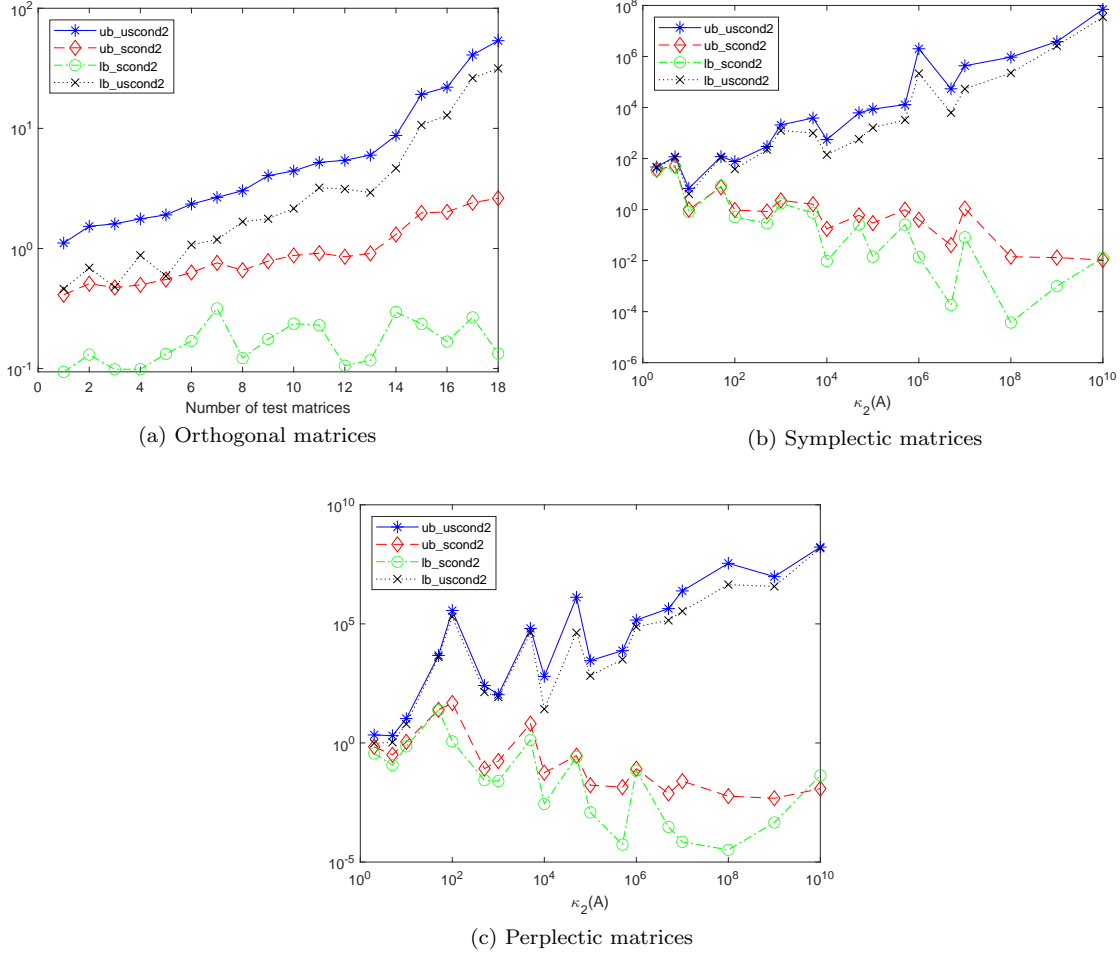 10^2
10^1
10^0
10^-1
ub_uscond2
ub_scond2
lb_scond2
lb_uscond2
0 2 4 6 8 10 12 14 16 18
Number of test matrices
(a) Orthogonal matrices
10^8
10^6
10^4
10^2
10^0
10^-2
10^-4
10^-6
ub_uscond2
ub_scond2
lb_scond2
lb_uscond2
10^0 10^2 10^4 10^6 10^8 10^10
κ_2(A)
(b) Symplectic matrices
10^10
10^5
10^0
10^-5
ub_uscond2
ub_scond2
lb_scond2
lb_uscond2
10^0 10^2 10^4 10^6 10^8 10^10
κ_2(A)
(c) Perplectic matrices